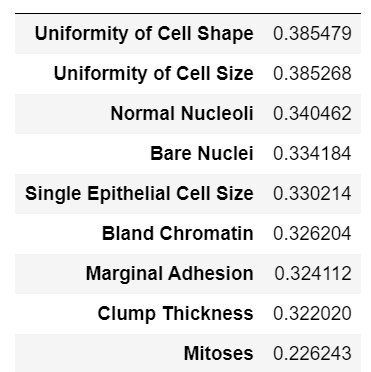 Uniformity of Cell Shape 0.385479
Uniformity of Cell Size 0.385268
Normal Nucleoli 0.340462
Bare Nuclei 0.334184
Single Epithelial Cell Size 0.330214
Bland Chromatin 0.326204
Marginal Adhesion 0.324112
Clump Thickness 0.322020
Mitoses 0.226243